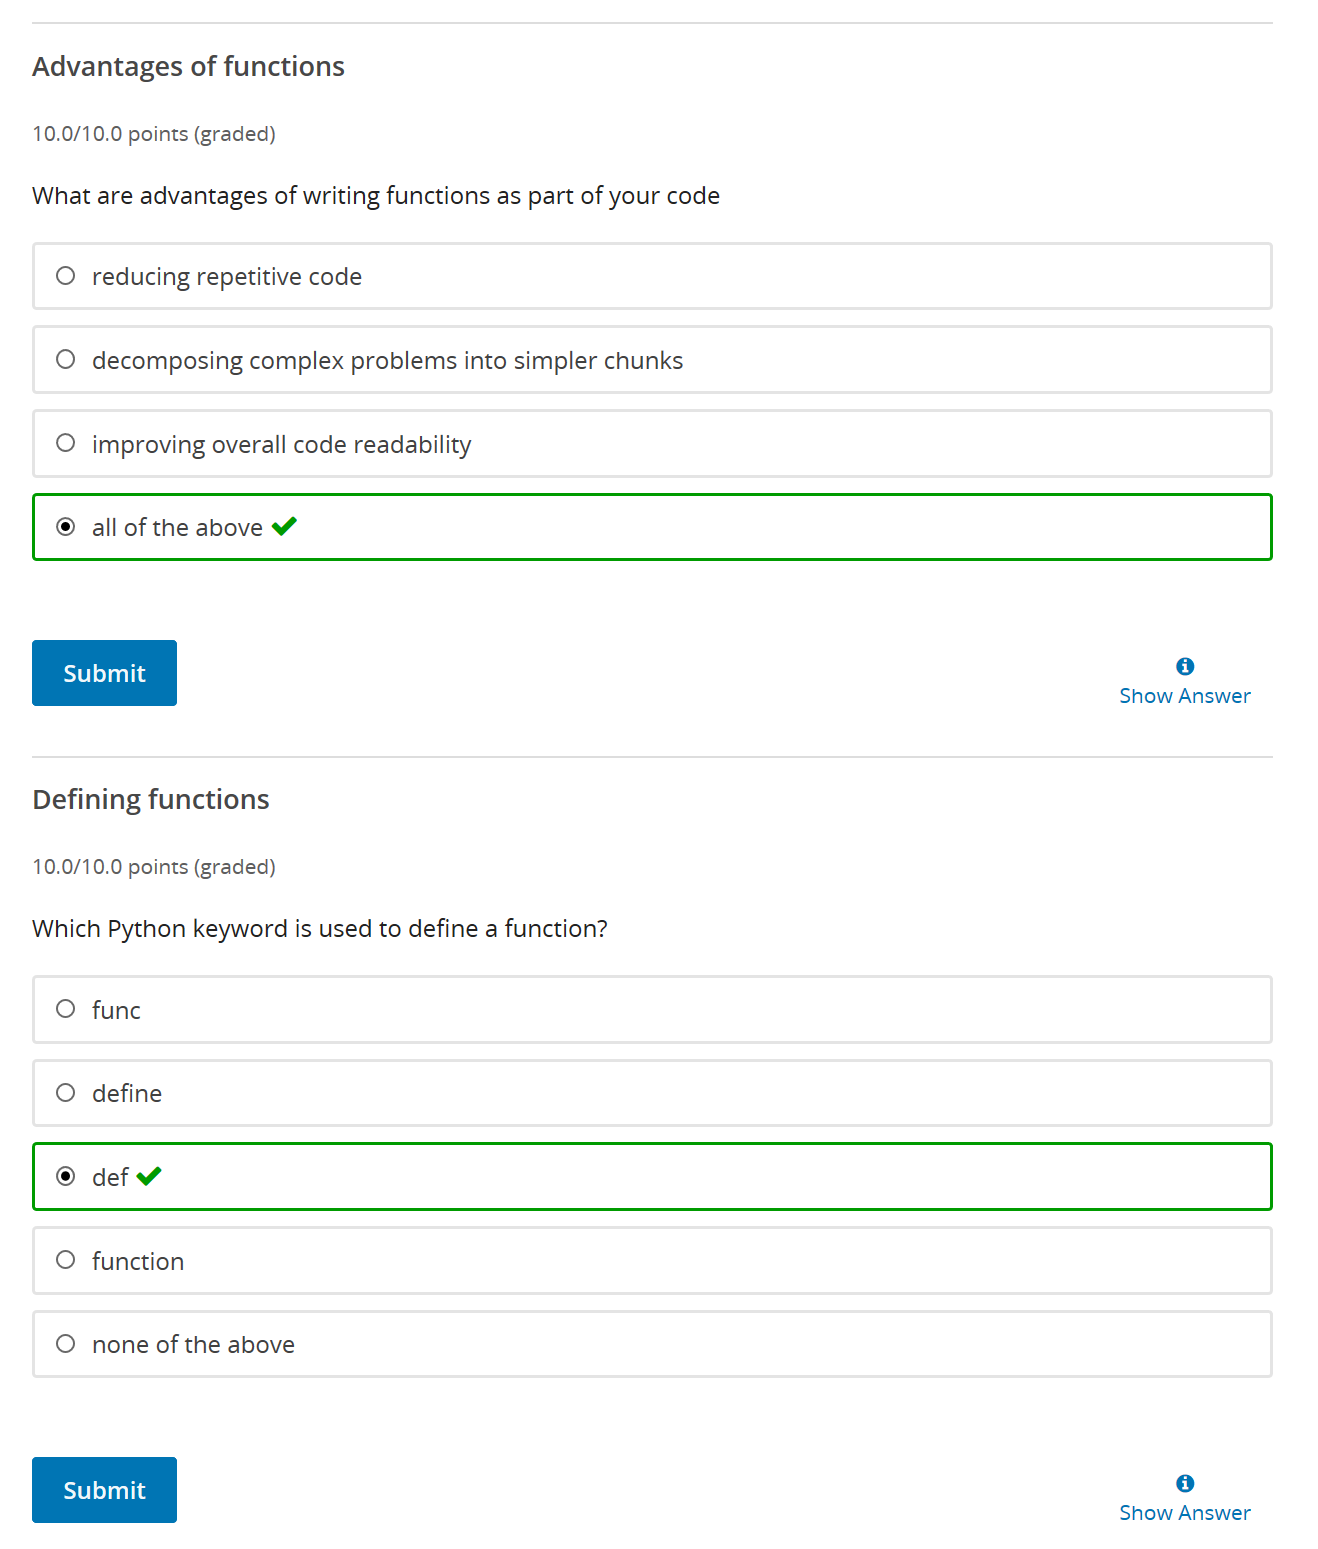 Advantages of functions
10.0/10.0 points (graded)
What are advantages of writing functions as part of your code
reducing repetitive code
decomposing complex problems into simpler chunks
improving overall code readability
all of the above
Submit
Show Answer
Defining functions
10.0/10.0 points (graded)
Which Python keyword is used to define a function?
func
define
def
function
none of the above
Submit
Show Answer